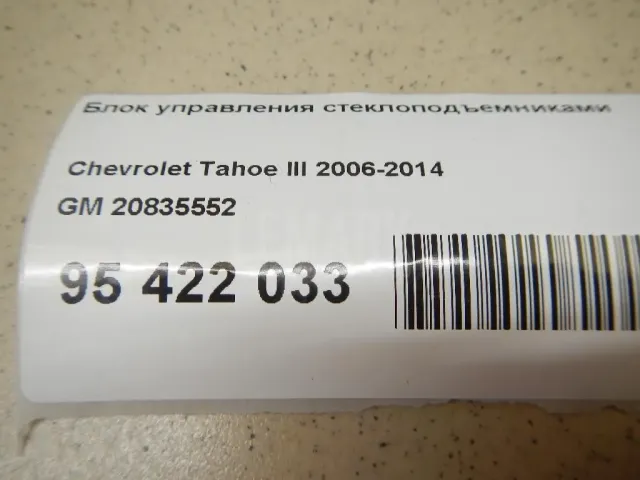 Блок управления стеклоподъемниками
Chevrolet Tahoe III 2006-2014
GM 20835552
95 422 033